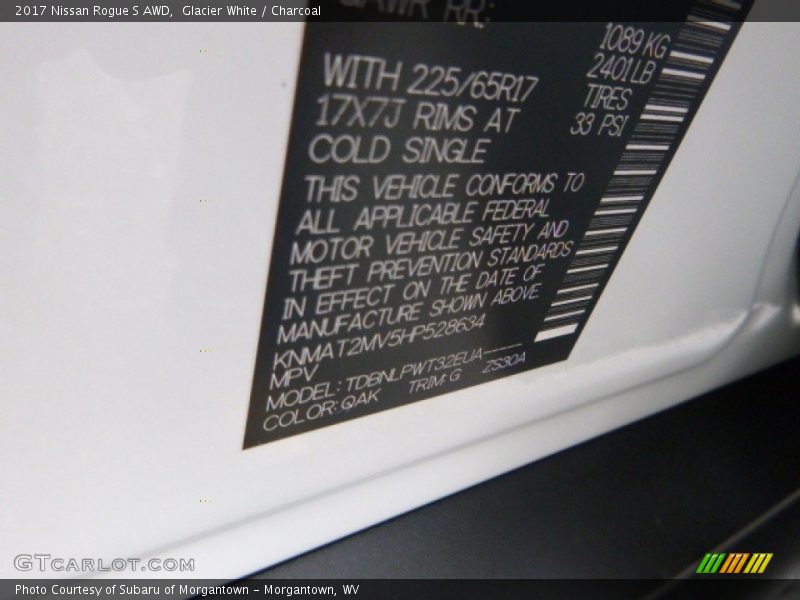 2017 Nissan Rogue S AWD, Glacier White / Charcoal
GAWR RR:
1089 KG
2401 LB
WITH 225/65R17 TIRES
17X7J RIMS AT 33 PSI
COLD SINGLE
THIS VEHICLE CONFORMS TO
ALL APPLICABLE FEDERAL
MOTOR VEHICLE SAFETY AND
THEFT PREVENTION STANDARDS
IN EFFECT ON THE DATE OF
MANUFACTURE SHOWN ABOVE
KNMAT2MV5HP528634
MPV
MODEL: TDBNLPWT32EUA-----
COLOR: QAK TRIM: G ZS30A
GTCARLOT.COM
Photo Courtesy of Subaru of Morgantown - Morgantown, WV